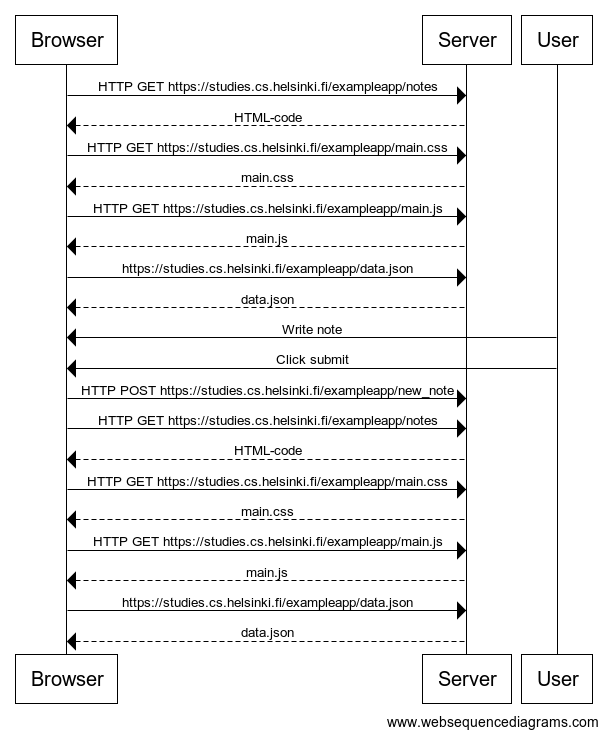 Browser Server User
HTTP GET https://studies.cs.helsinki.fi/exampleapp/notes
HTML-code
HTTP GET https://studies.cs.helsinki.fi/exampleapp/main.css
main.css
HTTP GET https://studies.cs.helsinki.fi/exampleapp/main.js
main.js
https://studies.cs.helsinki.fi/exampleapp/data.json
data.json
Write note
Click submit
HTTP POST https://studies.cs.helsinki.fi/exampleapp/new_note
HTTP GET https://studies.cs.helsinki.fi/exampleapp/notes
HTML-code
HTTP GET https://studies.cs.helsinki.fi/exampleapp/main.css
main.css
HTTP GET https://studies.cs.helsinki.fi/exampleapp/main.js
main.js
https://studies.cs.helsinki.fi/exampleapp/data.json
data.json
Browser Server User
www.websequencediagrams.com